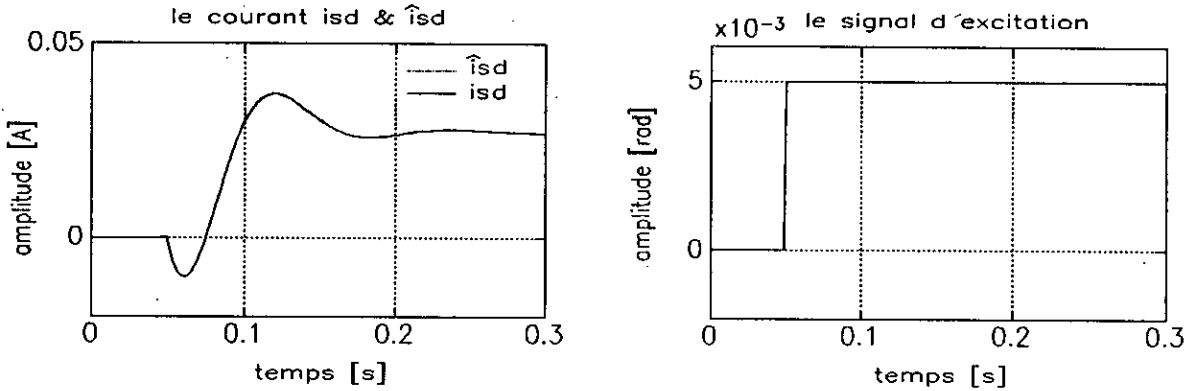 le courant isd & îsd
0.05
0
amplitude [A]
îsd
isd
0
0.1
0.2
0.3
temps [s]
x10⁻³ le signal d'excitation
5
0
amplitude [rad]
0
0.1
0.2
0.3
temps [s]